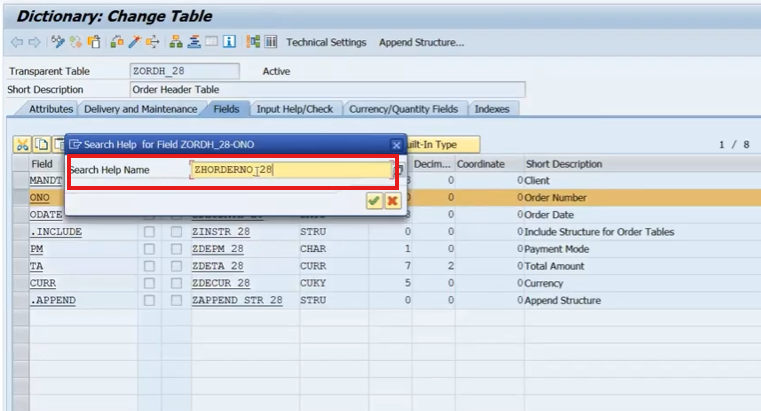 Dictionary: Change Table
Technical Settings Append Structure...
Transparent Table ZORDH_28 Active
Short Description Order Header Table
Attributes Delivery and Maintenance Fields Input Help/Check Currency/Quantity Fields Indexes
Search Help for Field ZORDH_28-ONO
uilt-In Type 1 / 8
Field Decim... Coordinate Short Description
Search Help Name ZHORDERNO_28
MANDT 3 0 0 Client
ONO 0 0 Order Number
ODATE 0 0 Order Date
.INCLUDE ZINSTR_28 STRU 0 0 0 Include Structure for Order Tables
PM ZDEPM_28 CHAR 1 0 0 Payment Mode
TA ZDETA_28 CURR 7 2 0 Total Amount
CURR ZDECUR_28 CUKY 5 0 0 Currency
.APPEND ZAPPEND_STR_28 STRU 0 0 0 Append Structure